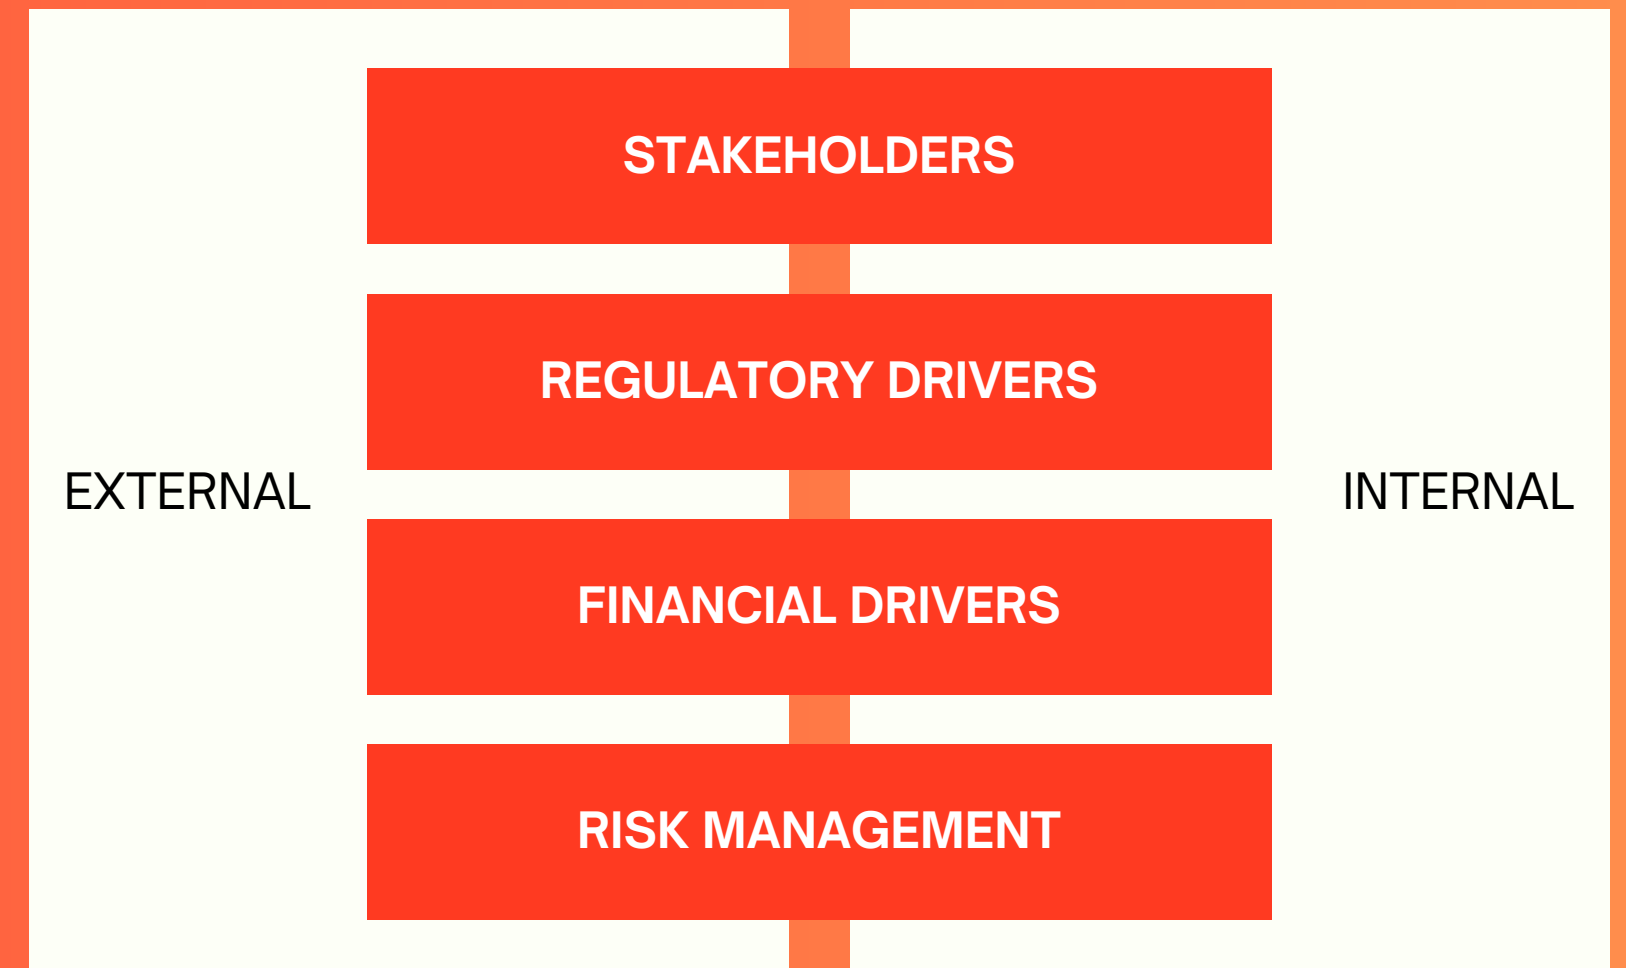 STAKEHOLDERS
REGULATORY DRIVERS
EXTERNAL
INTERNAL
FINANCIAL DRIVERS
RISK MANAGEMENT